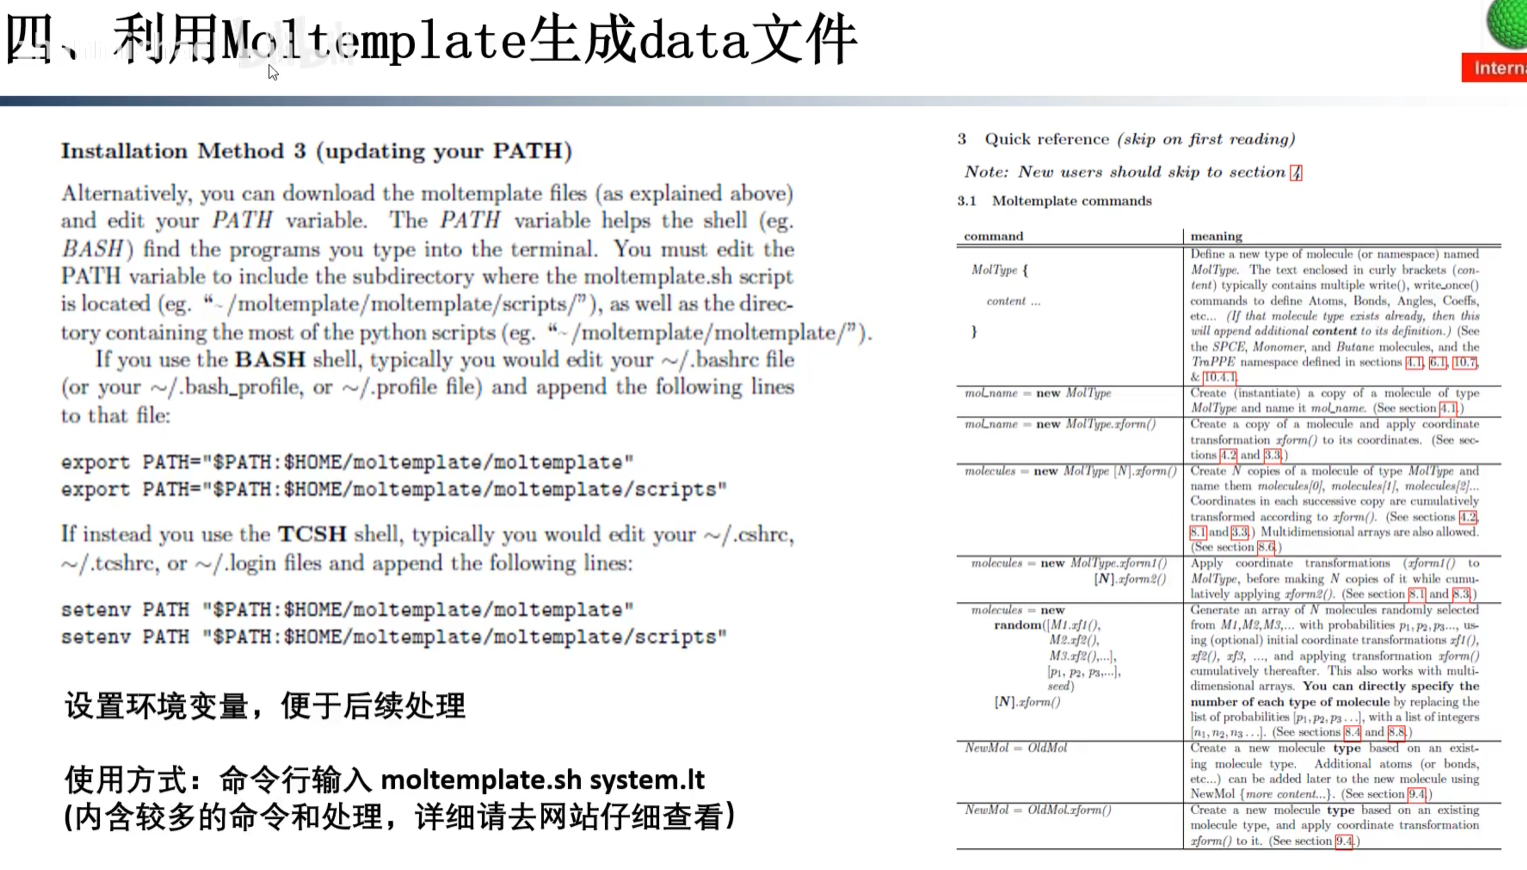 四、利用Moltemplate生成data文件
Intern
Installation Method 3 (updating your PATH)
Alternatively, you can download the moltemplate files (as explained above)
and edit your PATH variable. The PATH variable helps the shell (eg.
BASH) find the programs you type into the terminal. You must edit the
PATH variable to include the subdirectory where the moltemplate.sh script
is located (eg. “~/moltemplate/moltemplate/scripts/”), as well as the direc-
tory containing the most of the python scripts (eg. “~/moltemplate/moltemplate/”).
If you use the BASH shell, typically you would edit your ~/.bashrc file
(or your ~/.bash_profile, or ~/.profile file) and append the following lines
to that file:
export PATH="$PATH:$HOME/moltemplate/moltemplate"
export PATH="$PATH:$HOME/moltemplate/moltemplate/scripts"
If instead you use the TCSH shell, typically you would edit your ~/.cshrc,
~/.tcshrc, or ~/.login files and append the following lines:
setenv PATH "$PATH:$HOME/moltemplate/moltemplate"
setenv PATH "$PATH:$HOME/moltemplate/moltemplate/scripts"
设置环境变量，便于后续处理
使用方式：命令行输入 moltemplate.sh system.lt
(内含较多的命令和处理，详细请去网站仔细查看）
3 Quick reference (skip on first reading)
Note: New users should skip to section 4
3.1 Moltemplate commands
command meaning
MolType {
content ...
}
Define a new type of molecule (or namespace) named
MolType. The text enclosed in curly brackets (con-
tent) typically contains multiple write(), write_once()
commands to define Atoms, Bonds, Angles, Coeffs,
etc... (If that molecule type exists already, then this
will append additional content to its definition.) (See
the SPCE, Monomer, and Butane molecules, and the
TraPPE namespace defined in sections 4.1, 6.1, 10.7,
& 10.4.1.
mol_name = new MolType
Create (instantiate) a copy of a molecule of type
MolType and name it mol_name. (See section 4.1.)
mol_name = new MolType.xform()
Create a copy of a molecule and apply coordinate
transformation xform() to its coordinates. (See sec-
tions 4.2 and 3.3.)
molecules = new MolType [N].xform()
Create N copies of a molecule of type MolType and
name them molecules[0], molecules[1], molecules[2]...
Coordinates in each successive copy are cumulatively
transformed according to xform(). (See sections 4.2,
8.1 and 3.3.) Multidimensional arrays are also allowed.
(See section 8.6.)
molecules = new MolType.xform1()
[N].xform2()
Apply coordinate transformations (xform1() to
MolType, before making N copies of it while cumu-
latively applying xform2(). (See section 8.1 and 8.3.)
molecules = new
random([M1.xf1(),
M2.xf2(),
M3.xf2(),...],
[p1, p2, p3,...],
seed)
[N].xform()
Generate an array of N molecules randomly selected
from M1,M2,M3,... with probabilities p1,p2,p3..., us-
ing (optional) initial coordinate transformations xf1(),
xf2(), xf3, ..., and applying transformation xform()
cumulatively thereafter. This also works with multi-
dimensional arrays. You can directly specify the
number of each type of molecule by replacing the
list of probabilities [p1,p2,p3...], with a list of integers
[n1, n2, n3...]. (See sections 8.4 and 8.8.)
NewMol = OldMol
Create a new molecule type based on an exist-
ing molecule type. Additional atoms (or bonds,
etc...) can be added later to the new molecule using
NewMol {more content...}. (See section 9.4.)
NewMol = OldMol.xform()
Create a new molecule type based on an existing
molecule type, and apply coordinate transformation
xform() to it. (See section 9.4.)